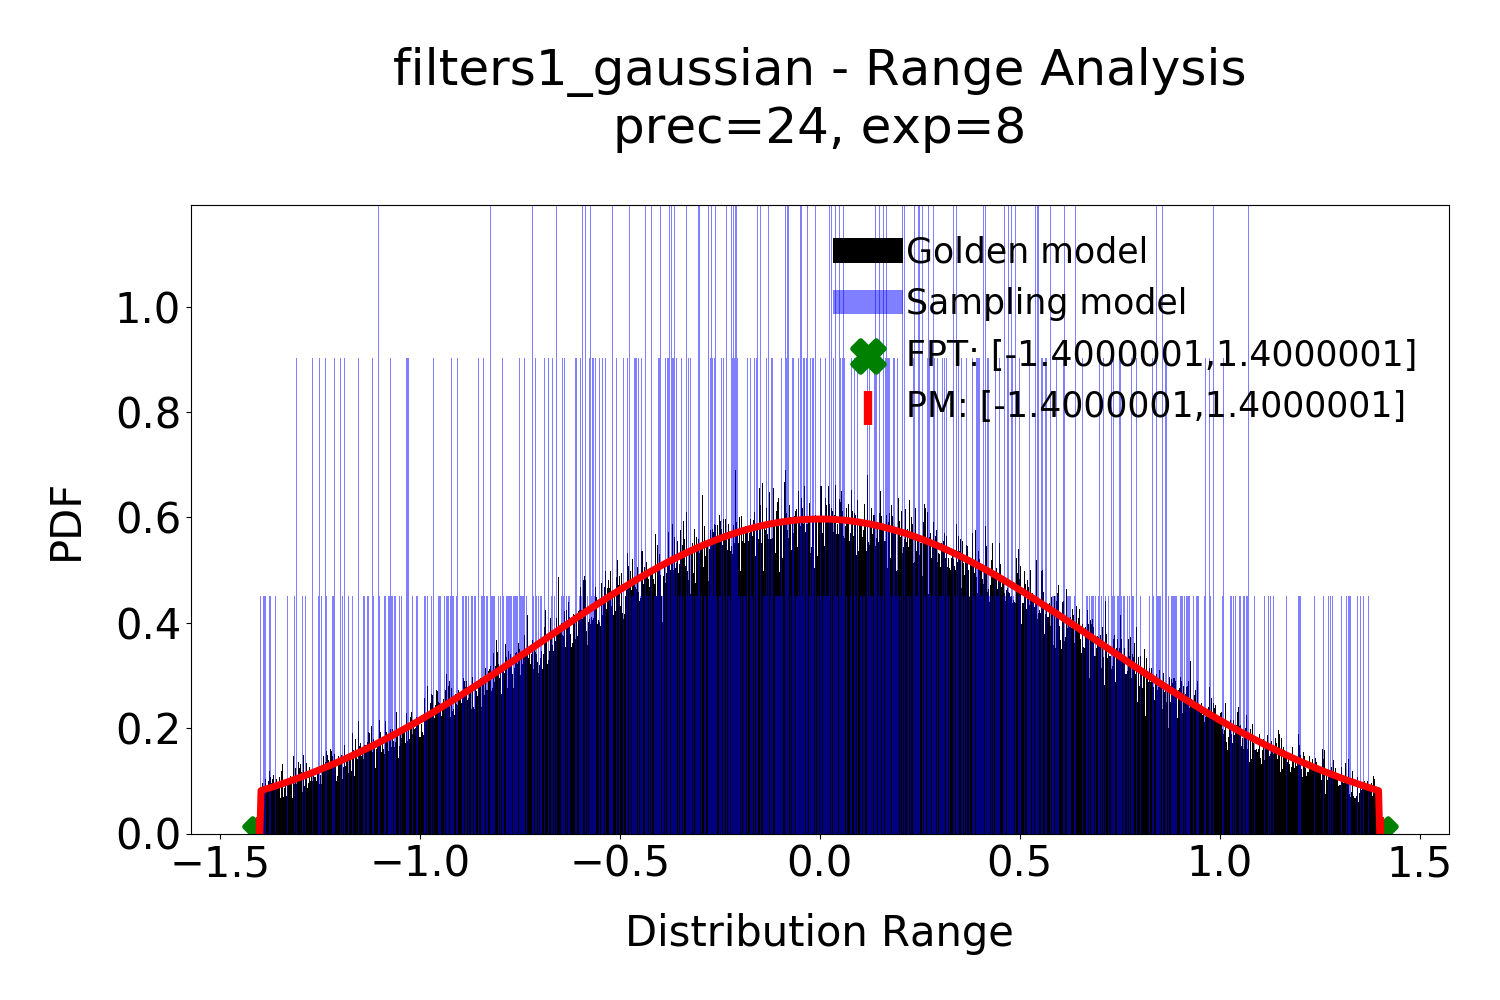 filters1_gaussian - Range Analysis
prec=24, exp=8
Golden model
Sampling model
FPT: [-1.4000001,1.4000001]
PM: [-1.4000001,1.4000001]
PDF
1.0
0.8
0.6
0.4
0.2
0.0
−1.5 −1.0 −0.5 0.0 0.5 1.0 1.5
Distribution Range